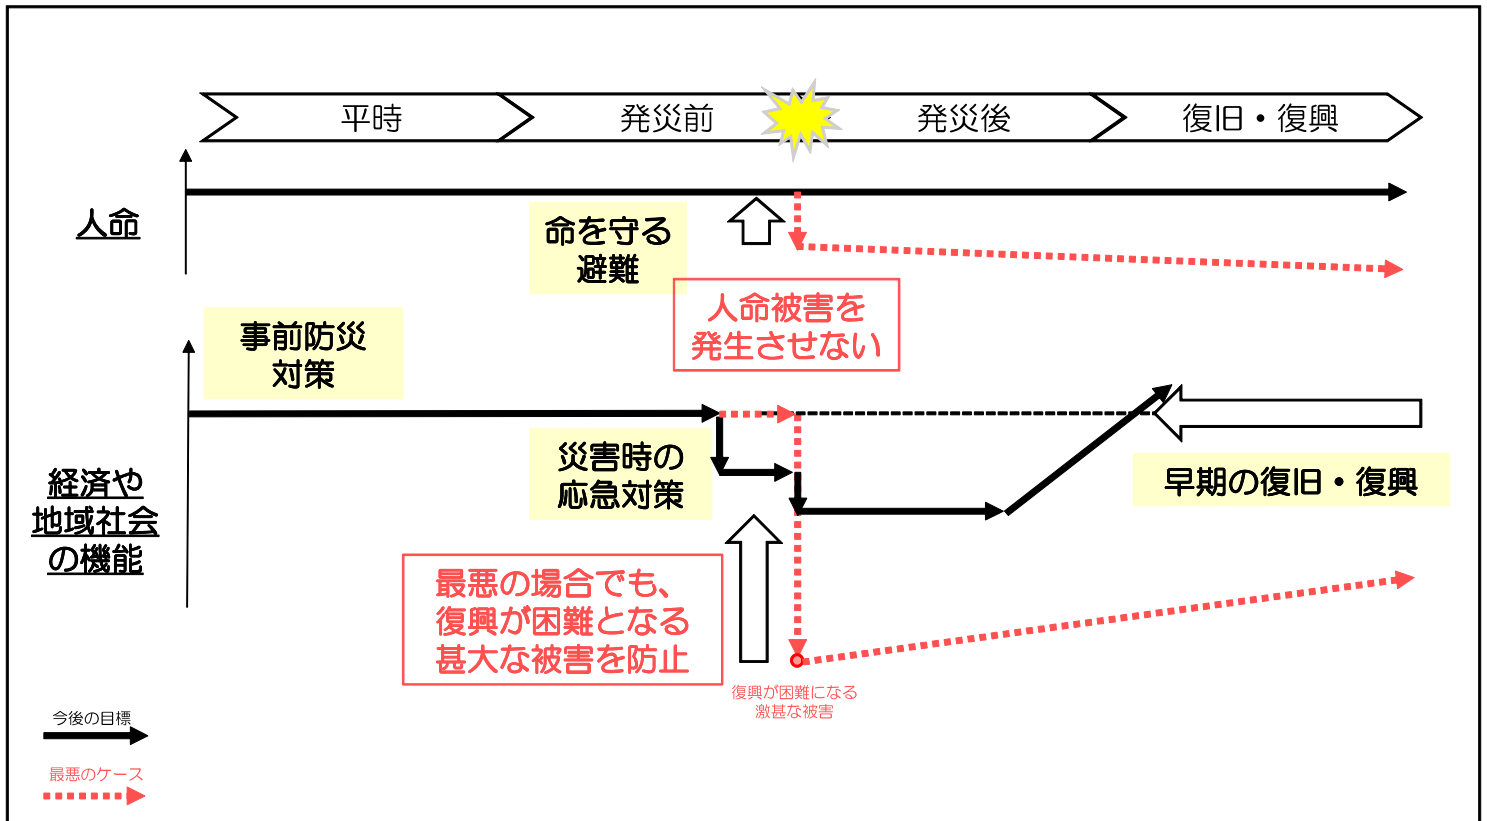 平時
発災前
発災後
復旧・復興
人命
命を守る
避難
人命被害を
発生させない
事前防災
対策
経済や
地域社会
の機能
災害時の
応急対策
早期の復旧・復興
最悪の場合でも、
復興が困難となる
甚大な被害を防止
復興が困難になる
激甚な被害
今後の目標
最悪のケース